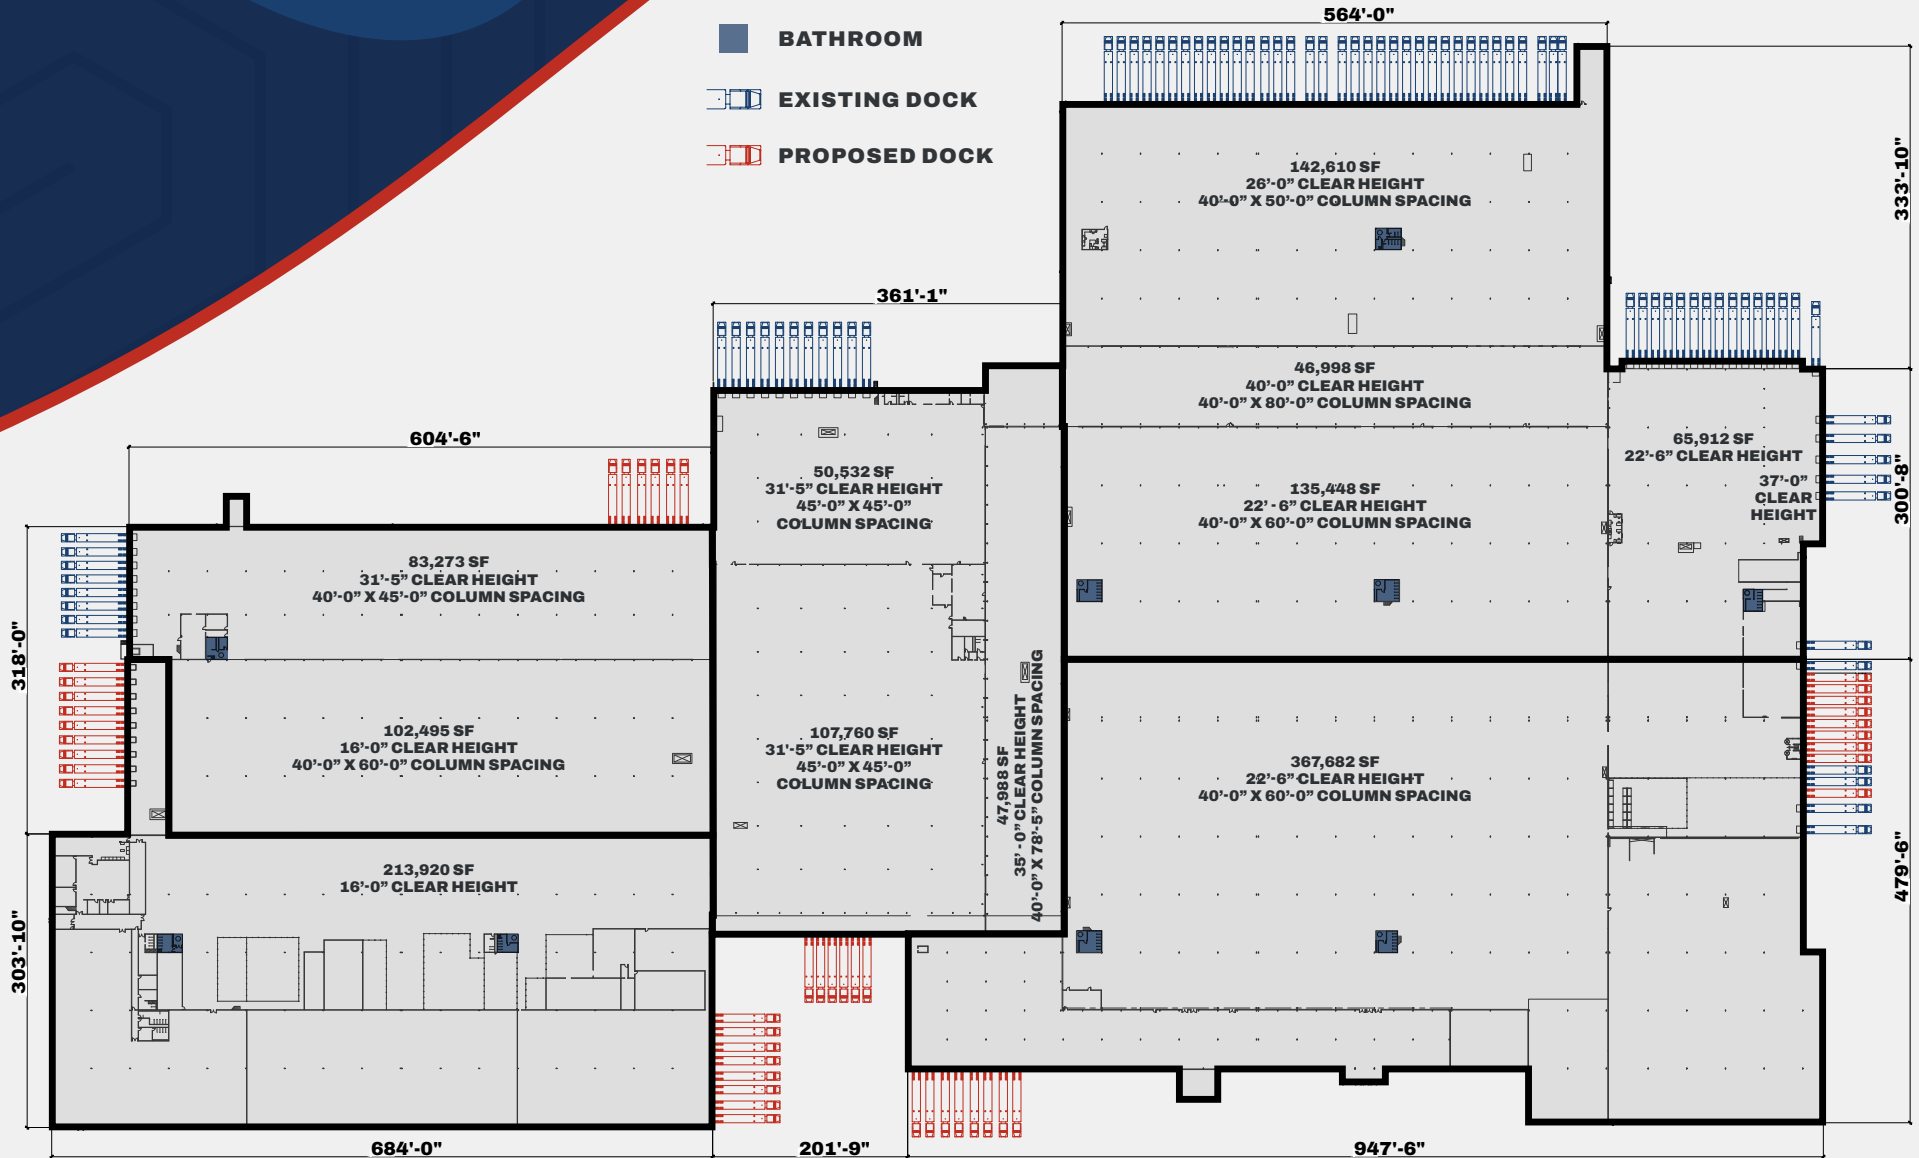 BATHROOM
EXISTING DOCK
PROPOSED DOCK
564'-0"
333'-10"
142,610 SF
26'-0" CLEAR HEIGHT
40'-0" X 50'-0" COLUMN SPACING
361'-1"
46,998 SF
40'-0" CLEAR HEIGHT
40'-0" X 80'-0" COLUMN SPACING
604'-6"
50,532 SF
31'-5" CLEAR HEIGHT
45'-0" X 45'-0"
COLUMN SPACING
135,448 SF
22' -6" CLEAR HEIGHT
40'-0" X 60'-0" COLUMN SPACING
65,912 SF
22'-6" CLEAR HEIGHT
37'-0"
CLEAR
HEIGHT
300'-8"
83,273 SF
31'-5" CLEAR HEIGHT
40'-0" X 45'-0" COLUMN SPACING
318'-0"
102,495 SF
16'-0" CLEAR HEIGHT
40'-0" X 60'-0" COLUMN SPACING
107,760 SF
31'-5" CLEAR HEIGHT
45'-0" X 45'-0"
COLUMN SPACING
47,988 SF
35' -0" CLEAR HEIGHT
40'-0" X 78'-5" COLUMN SPACING
367,682 SF
22'-6" CLEAR HEIGHT
40'-0" X 60'-0" COLUMN SPACING
479'-6"
213,920 SF
16'-0" CLEAR HEIGHT
303'-10"
684'-0"
201'-9"
947'-6"